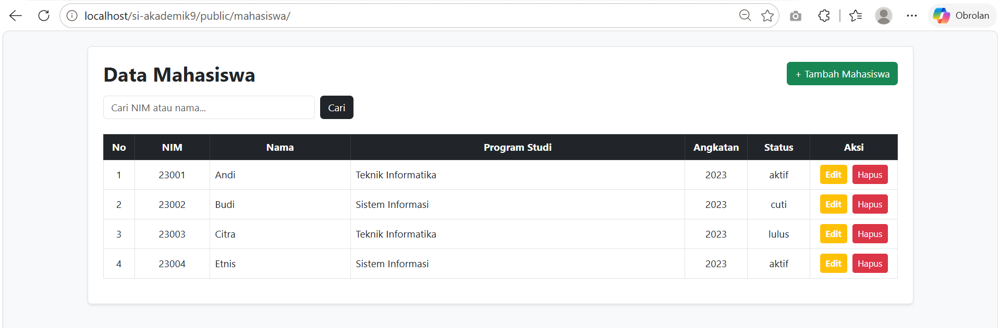 localhost/si-akademik9/public/mahasiswa/
Obrolan
Data Mahasiswa
+ Tambah Mahasiswa
Cari NIM atau nama...
Cari
No NIM Nama Program Studi Angkatan Status Aksi
1 23001 Andi Teknik Informatika 2023 aktif Edit Hapus
2 23002 Budi Sistem Informasi 2023 cuti Edit Hapus
3 23003 Citra Teknik Informatika 2023 lulus Edit Hapus
4 23004 Etnis Sistem Informasi 2023 aktif Edit Hapus